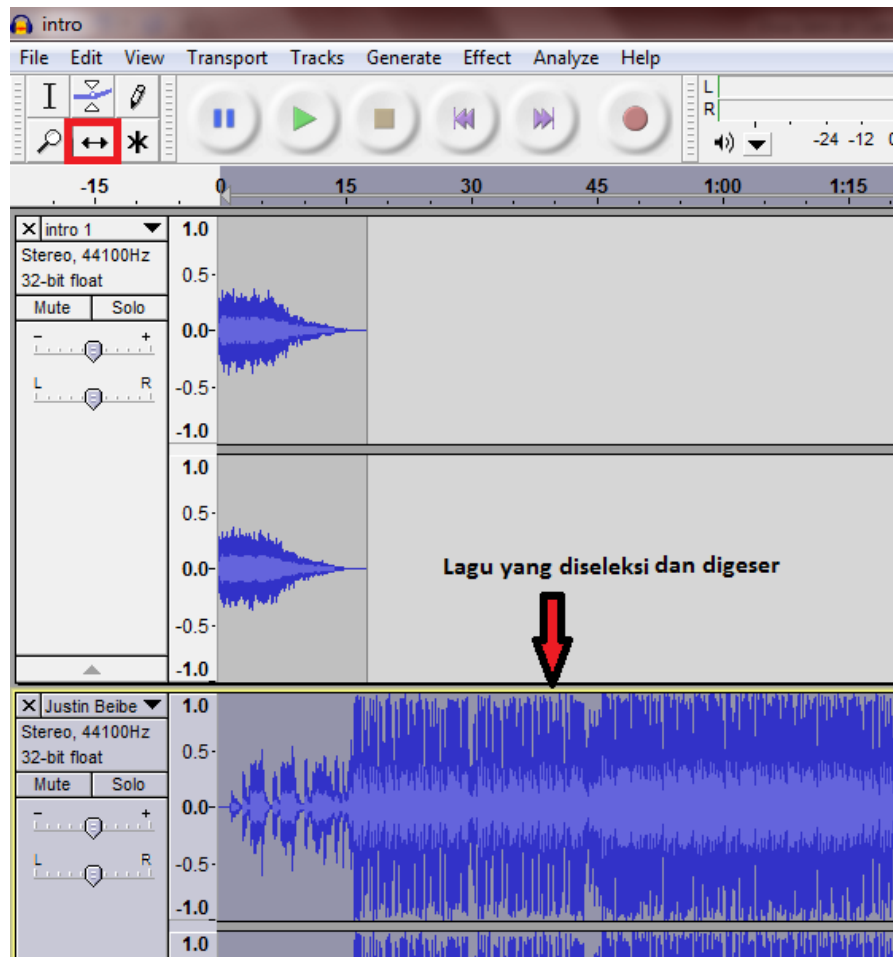 intro
File Edit View Transport Tracks Generate Effect Analyze Help
L
R
-24 -12 0
-15 0 15 30 45 1:00 1:15
intro 1
Stereo, 44100Hz
32-bit float
Mute Solo
- +
L R
1.0
0.5
0.0
-0.5
-1.0
1.0
0.5
0.0
-0.5
-1.0
Lagu yang diseleksi dan digeser
Justin Beibe
Stereo, 44100Hz
32-bit float
Mute Solo
- +
L R
1.0
0.5
0.0
-0.5
-1.0
1.0